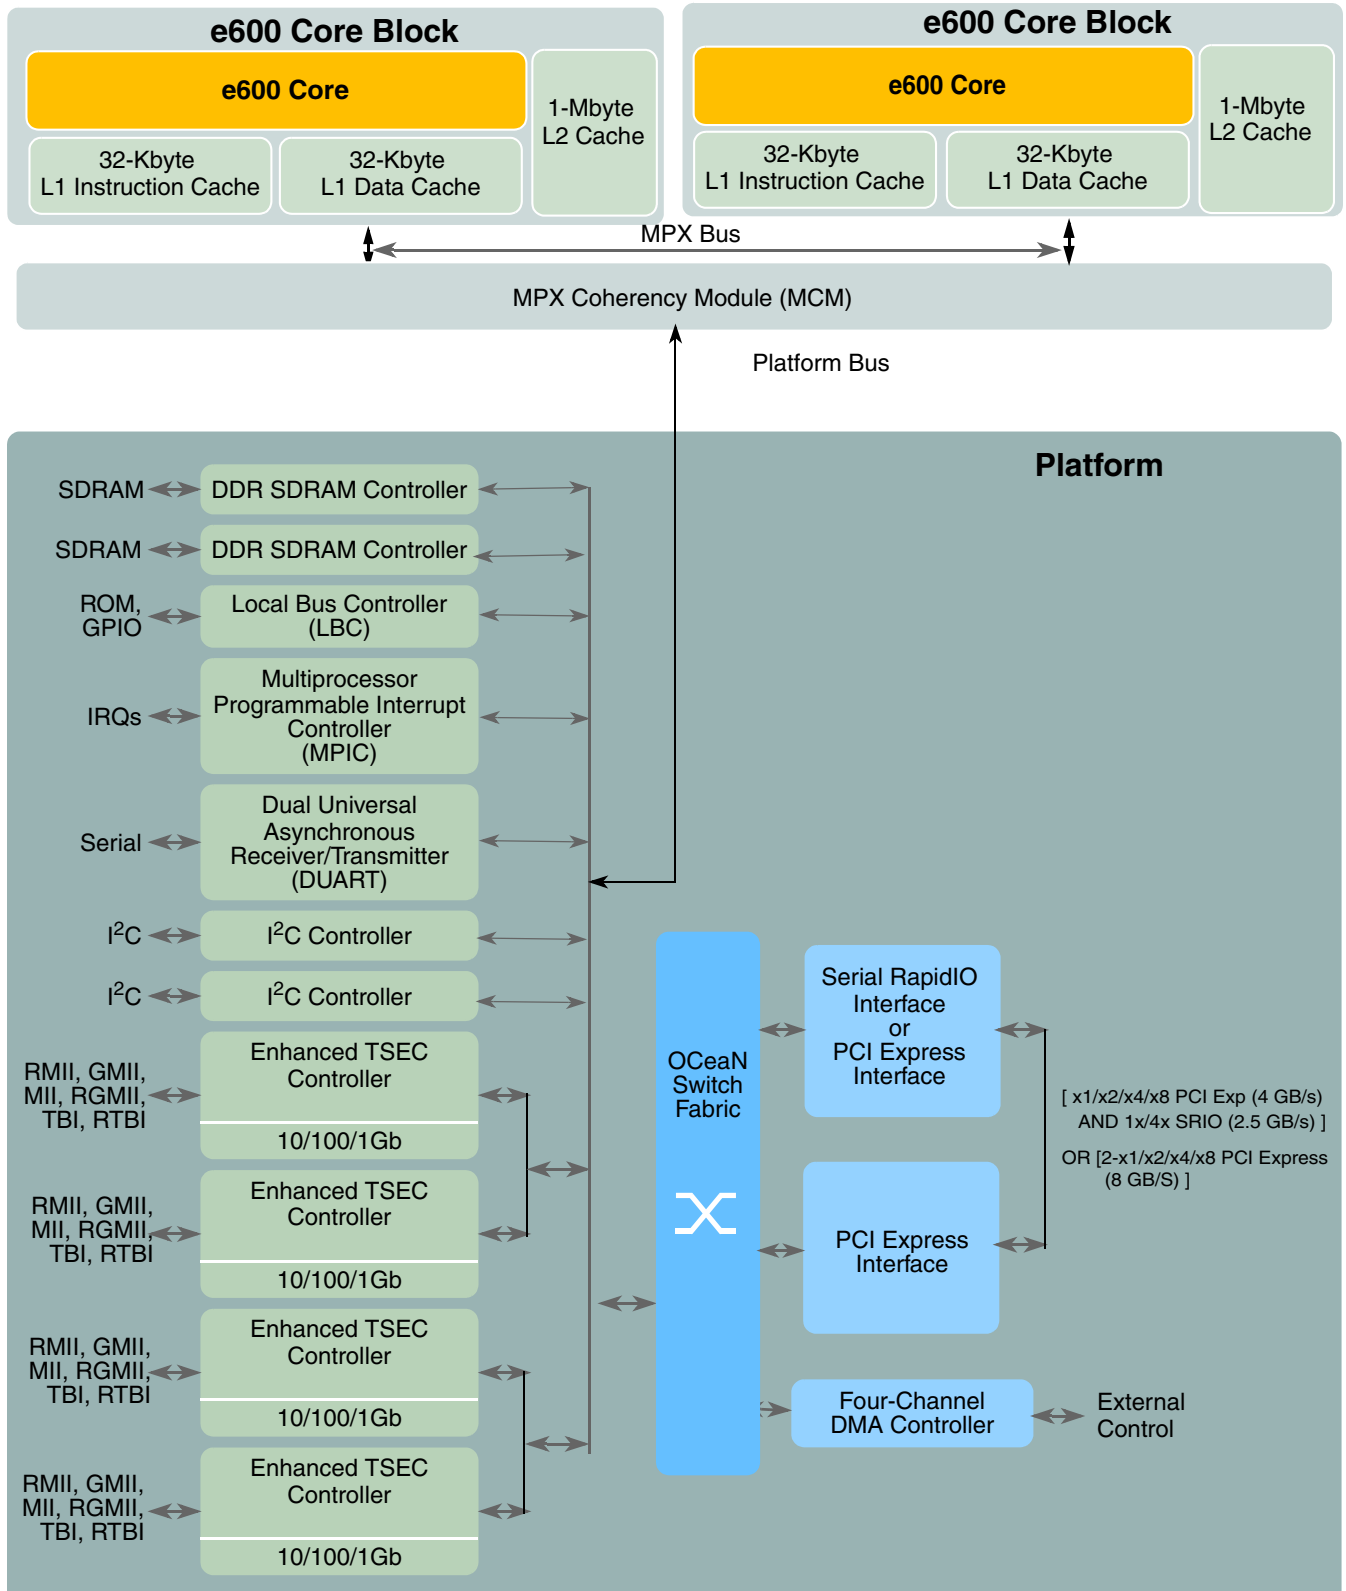 e600 Core Block
e600 Core
1-Mbyte
L2 Cache
32-Kbyte
L1 Instruction Cache
32-Kbyte
L1 Data Cache
e600 Core Block
e600 Core
1-Mbyte
L2 Cache
32-Kbyte
L1 Instruction Cache
32-Kbyte
L1 Data Cache
MPX Bus
MPX Coherency Module (MCM)
Platform Bus
Platform
SDRAM
DDR SDRAM Controller
SDRAM
DDR SDRAM Controller
ROM,
GPIO
Local Bus Controller
(LBC)
IRQs
Multiprocessor
Programmable Interrupt
Controller
(MPIC)
Serial
Dual Universal
Asynchronous
Receiver/Transmitter
(DUART)
I²C
I²C Controller
I²C
I²C Controller
RMII, GMII,
MII, RGMII,
TBI, RTBI
Enhanced TSEC
Controller
10/100/1Gb
RMII, GMII,
MII, RGMII,
TBI, RTBI
Enhanced TSEC
Controller
10/100/1Gb
RMII, GMII,
MII, RGMII,
TBI, RTBI
Enhanced TSEC
Controller
10/100/1Gb
RMII, GMII,
MII, RGMII,
TBI, RTBI
Enhanced TSEC
Controller
10/100/1Gb
OCeaN
Switch
Fabric
Serial RapidIO
Interface
or
PCI Express
Interface
[ x1/x2/x4/x8 PCI Exp (4 GB/s)
AND 1x/4x SRIO (2.5 GB/s) ]
OR [2-x1/x2/x4/x8 PCI Express
(8 GB/S) ]
PCI Express
Interface
Four-Channel
DMA Controller
External
Control